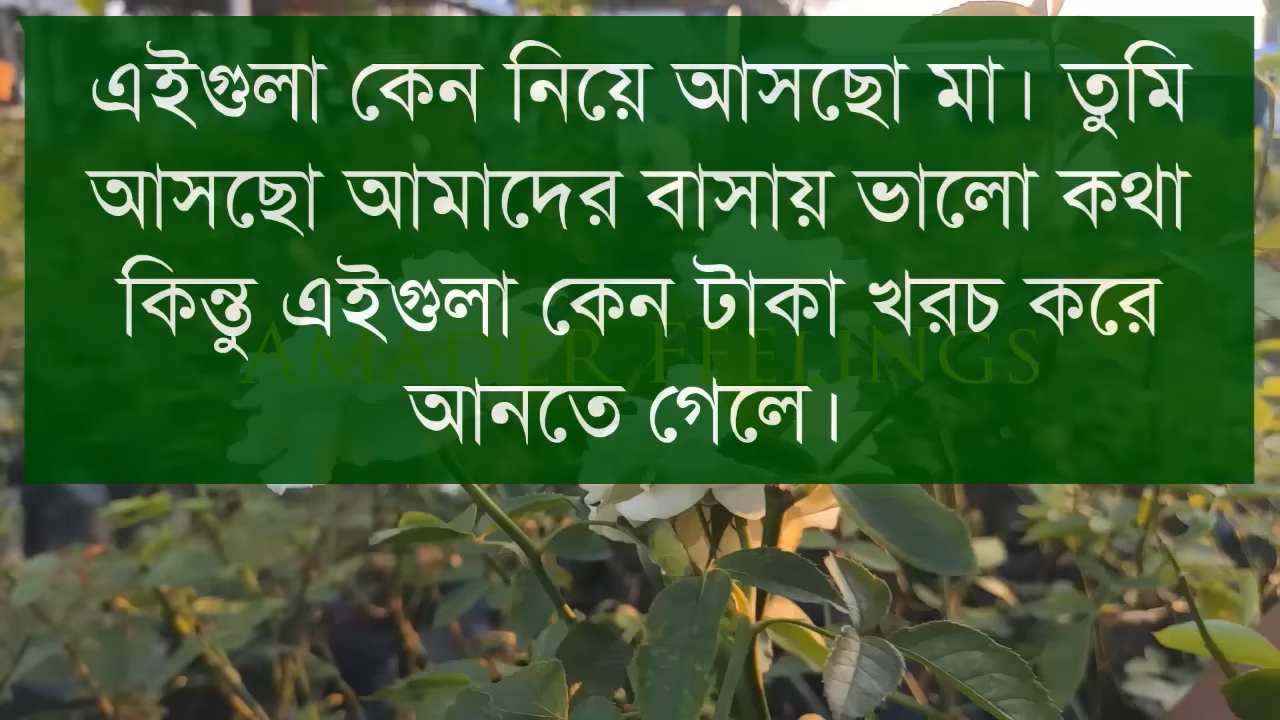 এইগুলা কেন নিয়ে আসছো মা। তুমি
আসছো আমাদের বাসায় ভালো কথা
কিন্তু এইগুলা কেন টাকা খরচ করে
AMADER FEELINGS
আনতে গেলে।